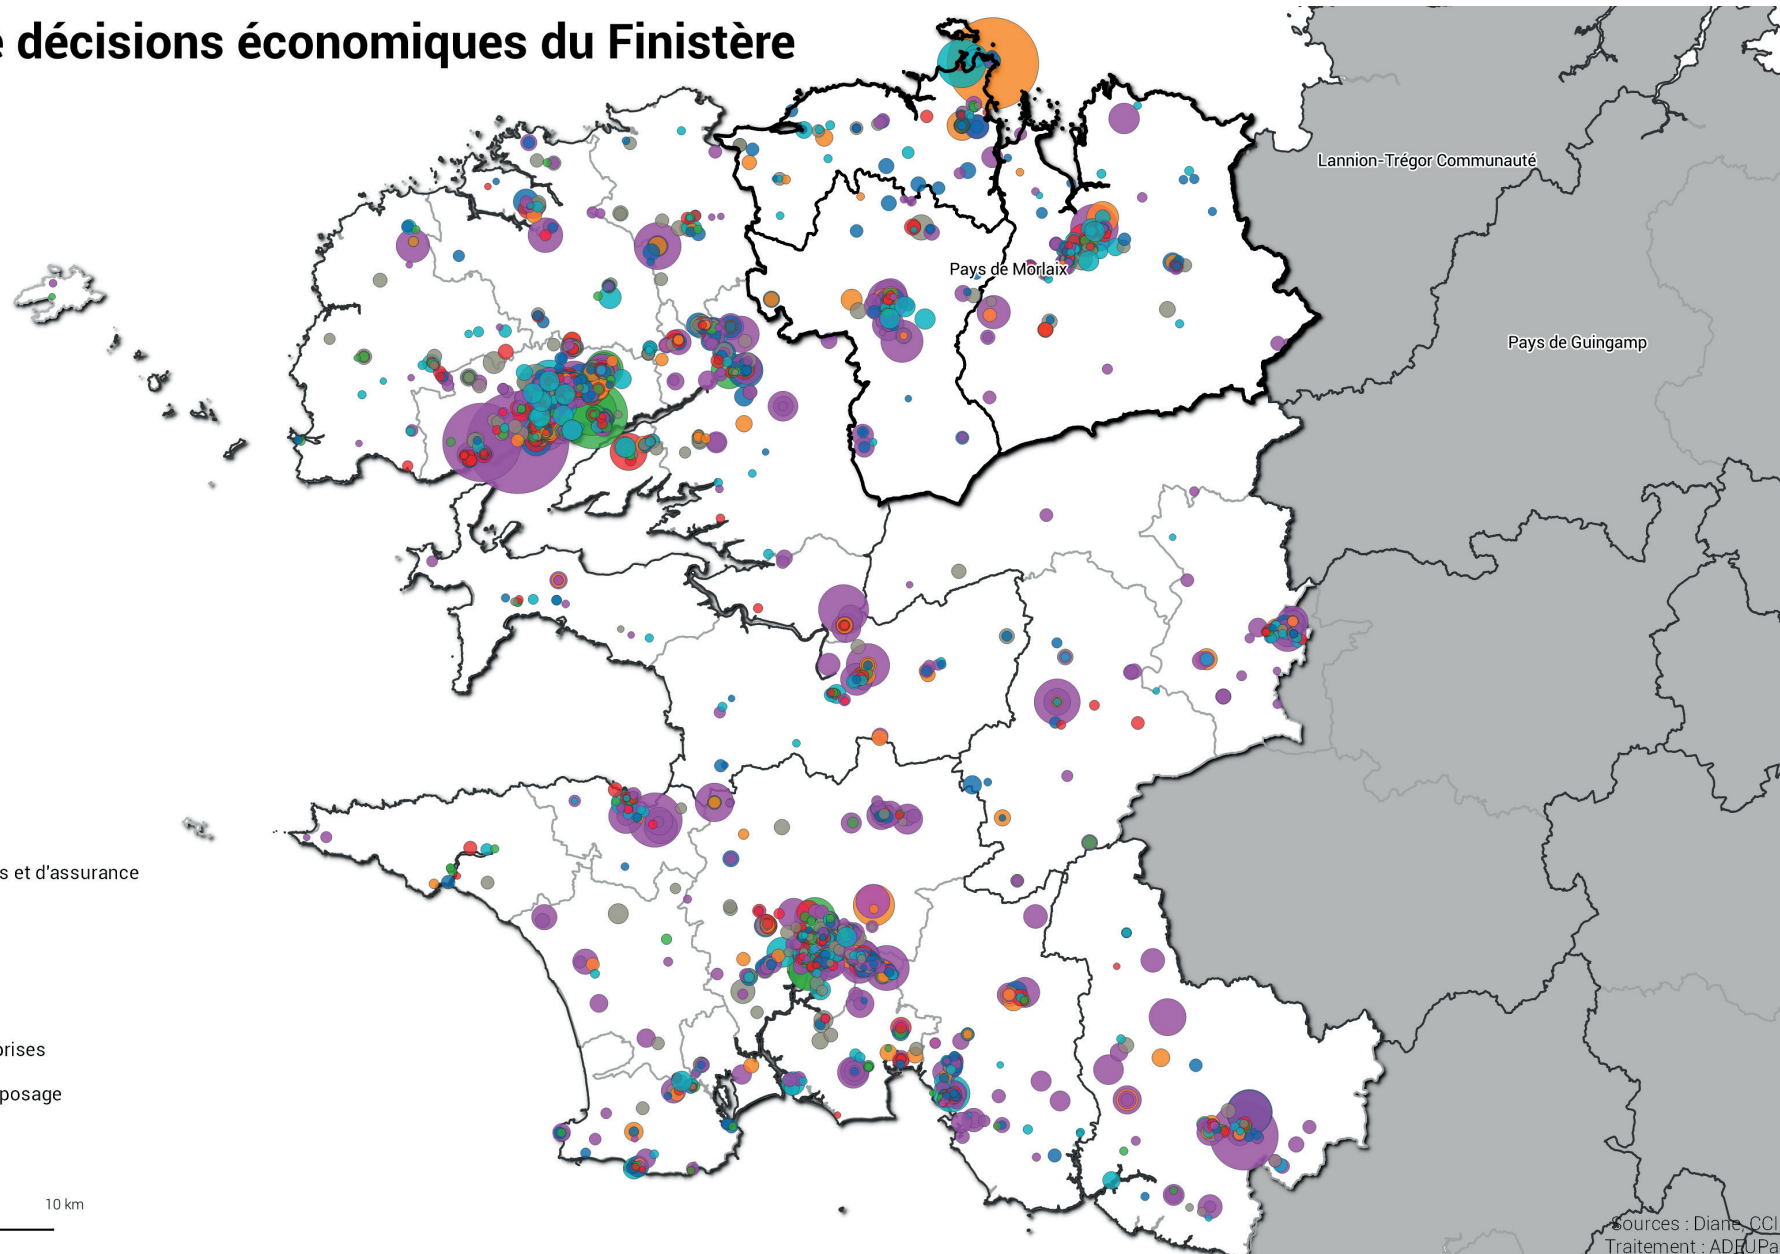 décisions économiques du Finistère
Lannion-Trégor Communauté
Pays de Morlaix
Pays de Guingamp
s et d'assurance
prises
posage
10 km
Sources : Diane, CCI
Traitement : ADEUPa